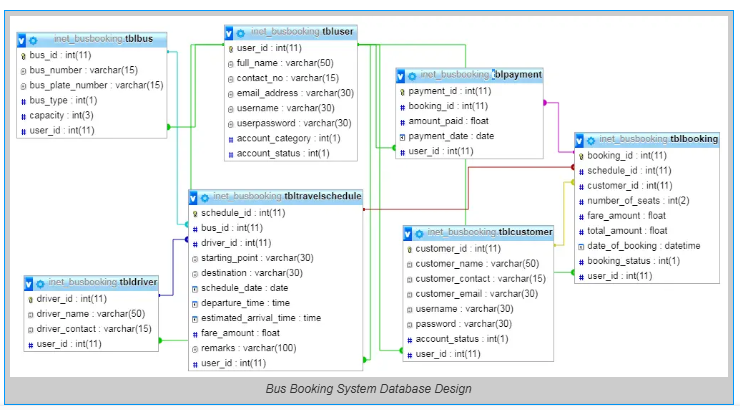 inet_busbooking.tblbus
bus_id : int(11)
bus_number : varchar(15)
bus_plate_number : varchar(15)
bus_type : int(1)
capacity : int(3)
user_id : int(11)
inet_busbooking.tbluser
user_id : int(11)
full_name : varchar(50)
contact_no : varchar(15)
email_address : varchar(30)
username : varchar(30)
userpassword : varchar(30)
account_category : int(1)
account_status : int(1)
inet_busbooking.tblpayment
payment_id : int(11)
booking_id : int(11)
amount_paid : float
payment_date : date
user_id : int(11)
inet_busbooking.tblbooking
booking_id : int(11)
schedule_id : int(11)
customer_id : int(11)
number_of_seats : int(2)
fare_amount : float
total_amount : float
date_of_booking : datetime
booking_status : int(1)
user_id : int(11)
inet_busbooking.tbltravelschedule
schedule_id : int(11)
bus_id : int(11)
driver_id : int(11)
starting_point : varchar(30)
destination : varchar(30)
schedule_date : date
departure_time : time
estimated_arrival_time : time
fare_amount : float
remarks : varchar(100)
user_id : int(11)
inet_busbooking.tblcustomer
customer_id : int(11)
customer_name : varchar(50)
customer_contact : varchar(15)
customer_email : varchar(30)
username : varchar(30)
password : varchar(30)
account_status : int(1)
user_id : int(11)
inet_busbooking.tbldriver
driver_id : int(11)
driver_name : varchar(50)
driver_contact : varchar(15)
user_id : int(11)
Bus Booking System Database Design